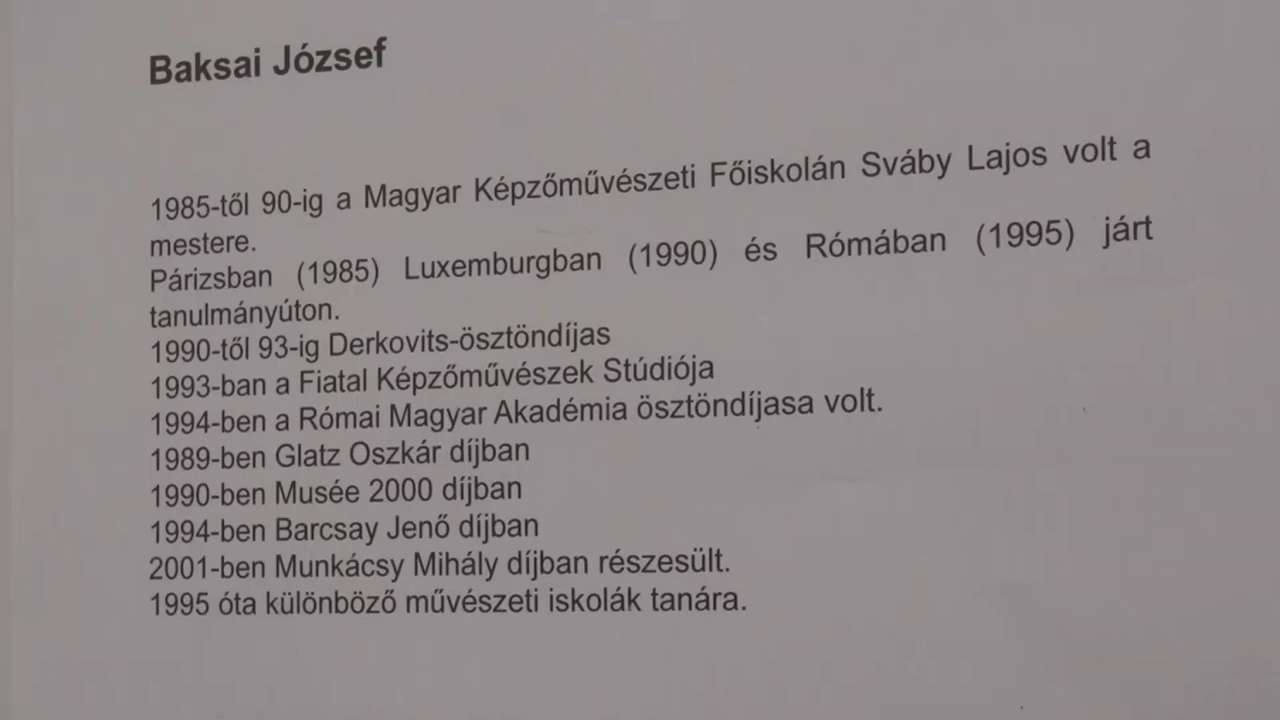 Baksai József
1985-től 90-ig a Magyar Képzőművészeti Főiskolán Sváby Lajos volt a
mestere.
Párizsban (1985) Luxemburgban (1990) és Rómában (1995) járt
tanulmányúton.
1990-től 93-ig Derkovits-ösztöndíjas
1993-ban a Fiatal Képzőművészek Stúdiója
1994-ben a Római Magyar Akadémia ösztöndíjasa volt.
1989-ben Glatz Oszkár díjban
1990-ben Musée 2000 díjban
1994-ben Barcsay Jenő díjban
2001-ben Munkácsy Mihály díjban részesült.
1995 óta különböző művészeti iskolák tanára.